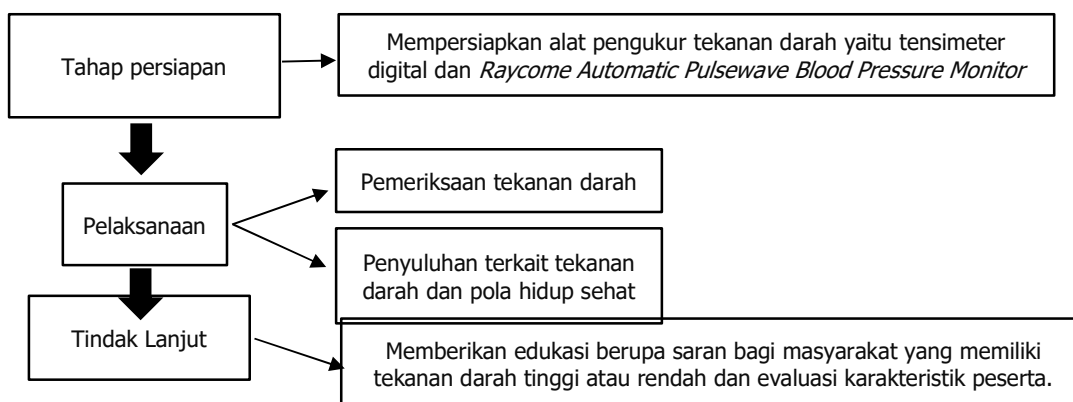 Tahap persiapan
Mempersiapkan alat pengukur tekanan darah yaitu tensimeter
digital dan Raycome Automatic Pulsewave Blood Pressure Monitor
Pelaksanaan
Pemeriksaan tekanan darah
Penyuluhan terkait tekanan
darah dan pola hidup sehat
Tindak Lanjut
Memberikan edukasi berupa saran bagi masyarakat yang memiliki
tekanan darah tinggi atau rendah dan evaluasi karakteristik peserta.